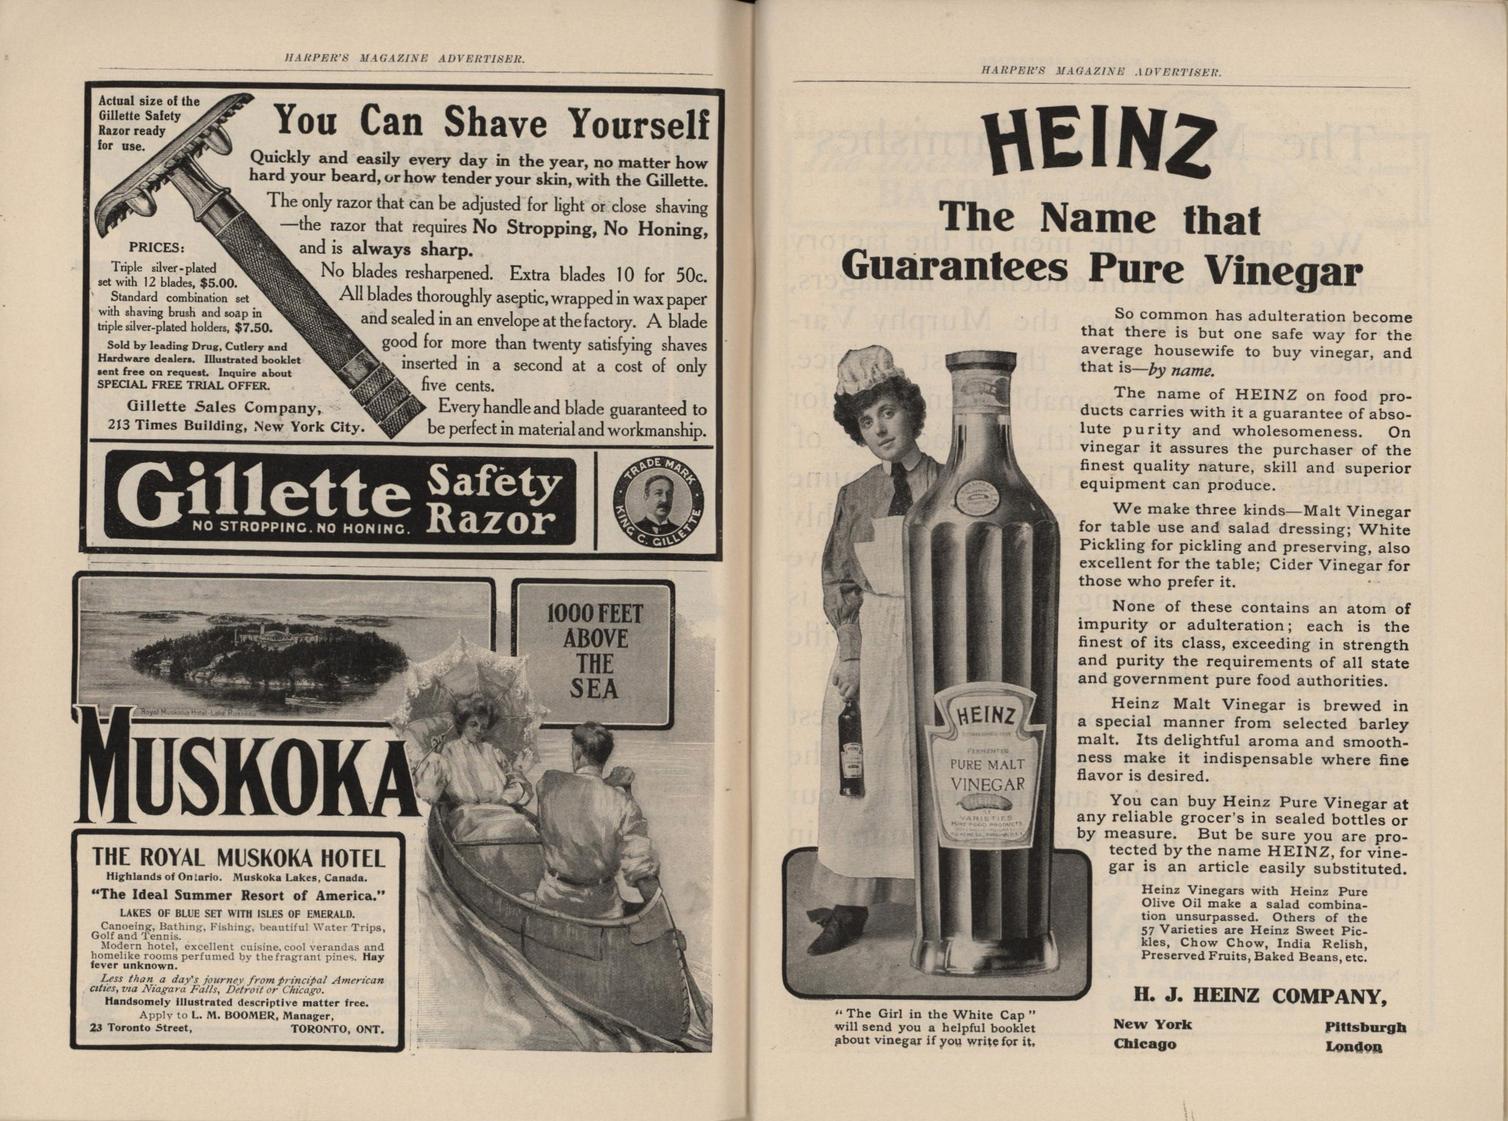 HARPER'S MAGAZINE ADVERTISER.
Actual size of the
Gillette Safety
Razor ready
for use.
You Can Shave Yourself
Quickly and easily every day in the year, no matter how
hard your beard, or how tender your skin, with the Gillette.
The only razor that can be adjusted for light or close shaving
—the razor that requires No Stropping, No Honing,
and is always sharp.
No blades resharpened. Extra blades 10 for 50c.
All blades thoroughly aseptic, wrapped in wax paper
and sealed in an envelope at the factory. A blade
good for more than twenty satisfying shaves
inserted in a second at a cost of only
five cents.
Every handle and blade guaranteed to
be perfect in material and workmanship.
PRICES:
Triple silver-plated
set with 12 blades, $5.00.
Standard combination set
with shaving brush and soap in
triple silver-plated holders, $7.50.
Sold by leading Drug, Cutlery and
Hardware dealers. Illustrated booklet
sent free on request. Inquire about
SPECIAL FREE TRIAL OFFER.
Gillette Sales Company,
213 Times Building, New York City.
Gillette Safety
Razor
NO STROPPING. NO HONING.
TRADE MARK
KING C. GILLETTE
Royal Muskoka Hotel-Lake Rosseau
1000 FEET
ABOVE
THE
SEA
MUSKOKA
THE ROYAL MUSKOKA HOTEL
Highlands of Ontario. Muskoka Lakes, Canada.
"The Ideal Summer Resort of America."
LAKES OF BLUE SET WITH ISLES OF EMERALD.
Canoeing, Bathing, Fishing, beautiful Water Trips,
Golf and Tennis.
Modern hotel, excellent cuisine, cool verandas and
homelike rooms perfumed by the fragrant pines. Hay
fever unknown.
Less than a day's journey from principal American
cities, via Niagara Falls, Detroit or Chicago.
Handsomely illustrated descriptive matter free.
Apply to L. M. BOOMER, Manager,
23 Toronto Street, TORONTO, ONT.
HARPER'S MAGAZINE ADVERTISER.
HEINZ
The Name that
Guarantees Pure Vinegar
So common has adulteration become
that there is but one safe way for the
average housewife to buy vinegar, and
that is—by name.
The name of HEINZ on food pro-
ducts carries with it a guarantee of abso-
lute purity and wholesomeness. On
vinegar it assures the purchaser of the
finest quality nature, skill and superior
equipment can produce.
We make three kinds—Malt Vinegar
for table use and salad dressing; White
Pickling for pickling and preserving, also
excellent for the table; Cider Vinegar for
those who prefer it.
None of these contains an atom of
impurity or adulteration; each is the
finest of its class, exceeding in strength
and purity the requirements of all state
and government pure food authorities.
Heinz Malt Vinegar is brewed in
a special manner from selected barley
malt. Its delightful aroma and smooth-
ness make it indispensable where fine
flavor is desired.
You can buy Heinz Pure Vinegar at
any reliable grocer's in sealed bottles or
by measure. But be sure you are pro-
tected by the name HEINZ, for vine-
gar is an article easily substituted.
Heinz Vinegars with Heinz Pure
Olive Oil make a salad combina-
tion unsurpassed. Others of the
57 Varieties are Heinz Sweet Pic-
kles, Chow Chow, India Relish,
Preserved Fruits, Baked Beans, etc.
HEINZ
FERMENTED
PURE MALT
VINEGAR
57
VARIETIES
PURE FOOD PRODUCTS
"The Girl in the White Cap"
will send you a helpful booklet
about vinegar if you write for it.
H. J. HEINZ COMPANY,
New York Pittsburgh
Chicago London